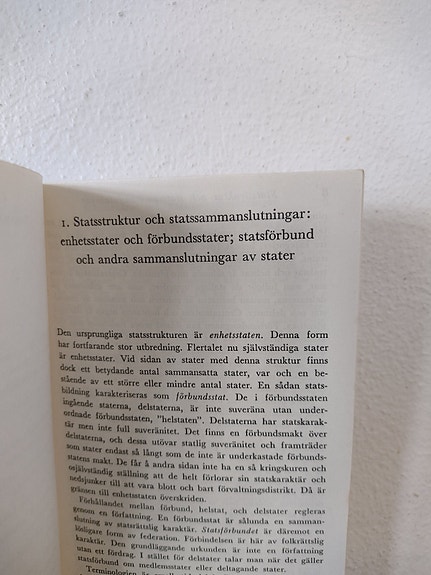 1. Statsstruktur och statssammanslutningar:
enhetsstater och förbundsstater; statsförbund
och andra sammanslutningar av stater
Den ursprungliga statsstrukturen är enhetsstaten. Denna form
har fortfarande stor utbredning. Flertalet nu självständiga stater
är enhetsstater. Vid sidan av stater med denna struktur finns
dock ett betydande antal sammansatta stater, var och en be-
stående av ett större eller mindre antal stater. En sådan stats-
bildning karakteriseras som förbundsstat. De i förbundsstaten
ingående staterna, delstaterna, är inte suveräna utan under-
ordnade förbundsstaten, "helstaten". Delstaterna har statskarak-
tär men inte full suveränitet. Det finns en förbundsmakt över
delstaterna, och dessa utövar statlig suveränitet och framträder
som stater endast så långt som de inte är underkastade förbunds-
statens makt. De får å andra sidan inte ha en så kringskuren och
osjälvständig ställning att de helt förlorar sin statskaraktär och
nedsjunker till att vara blott och bart förvaltningsdistrikt. Då är
gränsen till enhetsstaten överskriden.
Förhållandet mellan förbund, helstat, och delstater regleras
genom en författning. En förbundsstat är sålunda en samman-
slutning av statsrättslig karaktär. Statsförbundet är däremot en
lösligare form av federation. Förbindelsen är här av folkrättslig
karaktär. Den grundläggande urkunden är inte en författning
utan ett fördrag. I stället för delstater talar man när det gäller
statsförbund om medlemsstater eller deltagande stater.
Terminologien är